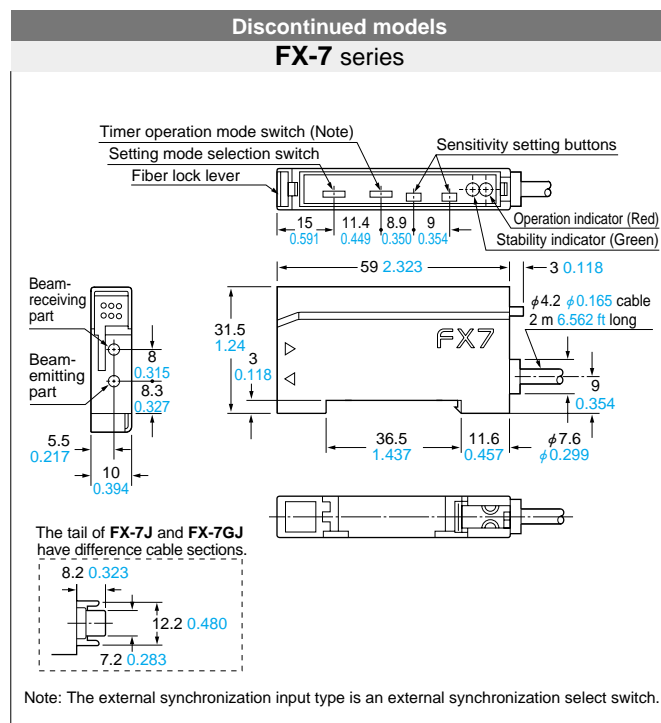 Discontinued models
FX-7 series
Timer operation mode switch (Note)
Setting mode selection switch
Fiber lock lever
Sensitivity setting buttons
Operation indicator (Red)
Stability indicator (Green)
15 11.4 8.9 9
0.591 0.449 0.350 0.354
59 2.323
3 0.118
Beam-
receiving
part
Beam-
emitting
part
8
0.315
8.3
0.327
5.5
0.217
10
0.394
31.5
1.24
3
0.118
FX7
φ4.2 φ0.165 cable
2 m 6.562 ft long
9
0.354
36.5
1.437
11.6
0.457
φ7.6
φ0.299
The tail of FX-7J and FX-7GJ
have difference cable sections.
8.2 0.323
12.2 0.480
7.2 0.283
Note: The external synchronization input type is an external synchronization select switch.